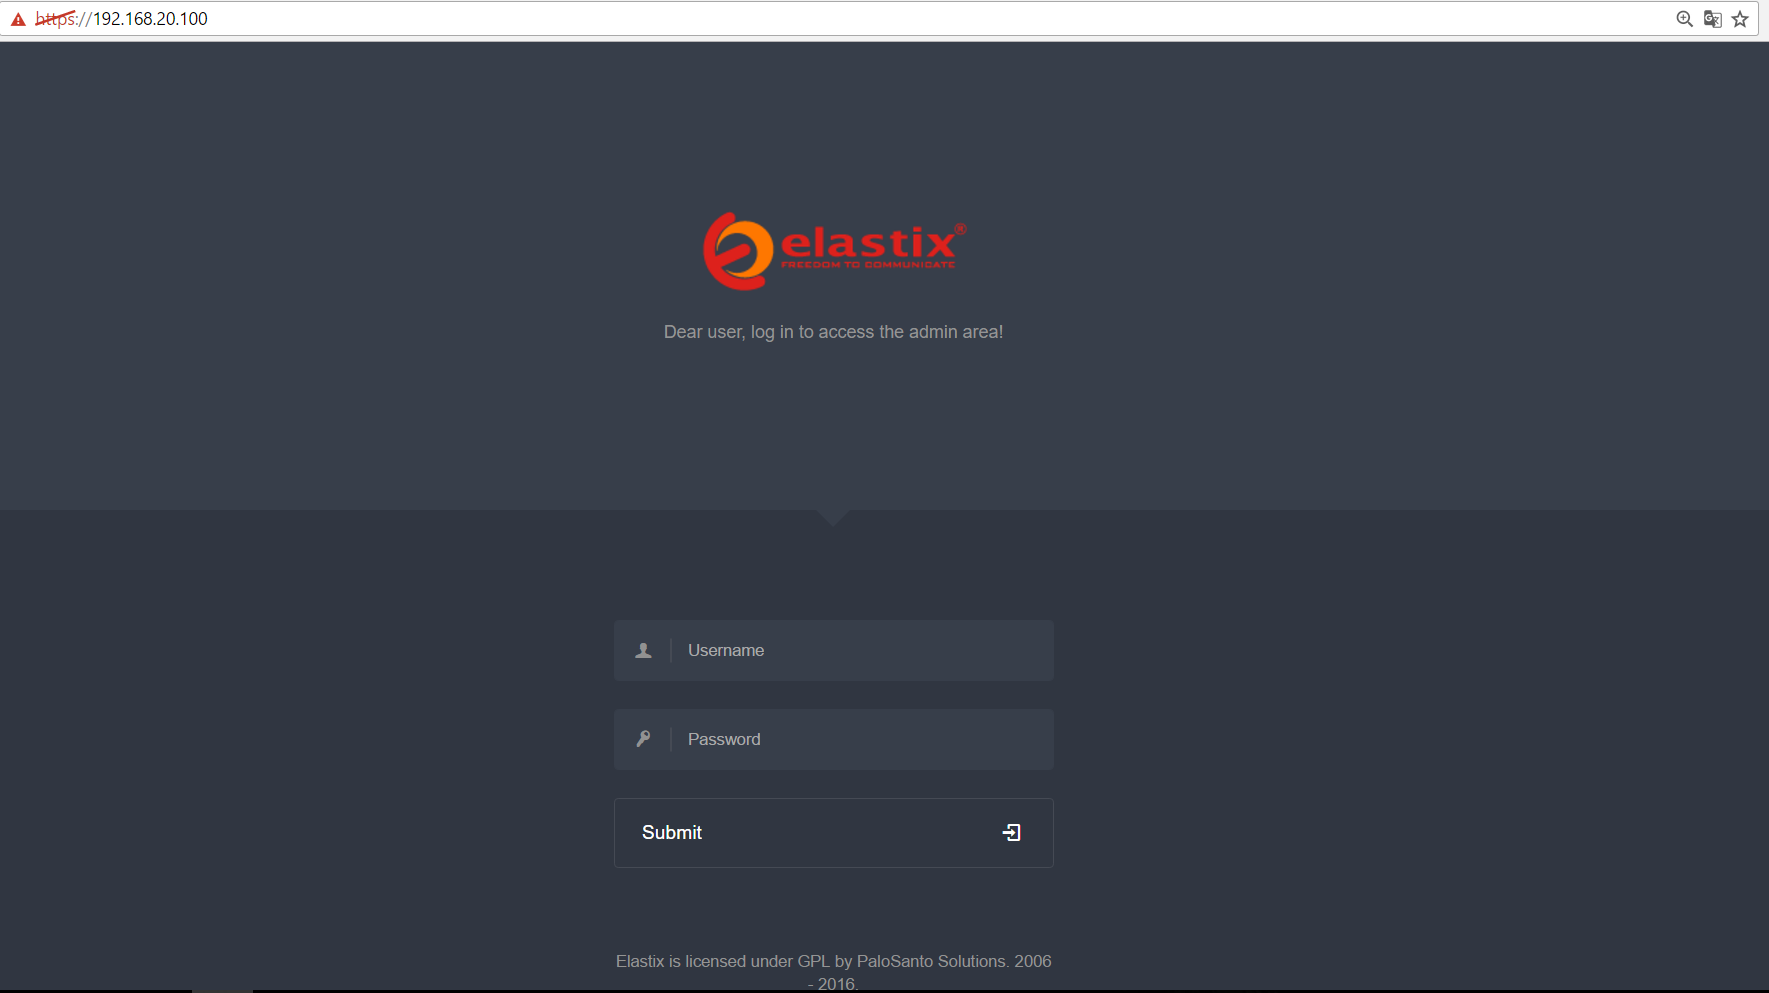 https://192.168.20.100
elastix®
FREEDOM TO COMMUNICATE
Dear user, log in to access the admin area!
Username
Password
Submit
Elastix is licensed under GPL by PaloSanto Solutions. 2006
- 2016.